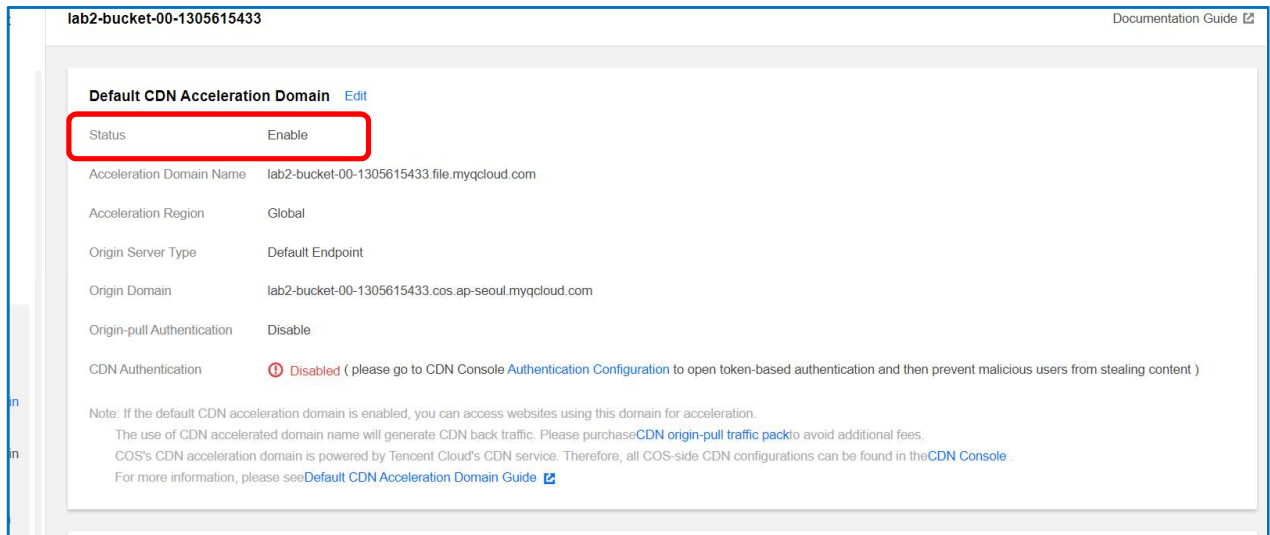 lab2-bucket-00-1305615433
Documentation Guide
Default CDN Acceleration Domain Edit
Status Enable
Acceleration Domain Name lab2-bucket-00-1305615433.file.myqcloud.com
Acceleration Region Global
Origin Server Type Default Endpoint
Origin Domain lab2-bucket-00-1305615433.cos.ap-seoul.myqcloud.com
Origin-pull Authentication Disable
CDN Authentication Disabled ( please go to CDN Console Authentication Configuration to open token-based authentication and then prevent malicious users from stealing content )
in
Note: If the default CDN acceleration domain is enabled, you can access websites using this domain for acceleration.
The use of CDN accelerated domain name will generate CDN back traffic. Please purchaseCDN origin-pull traffic packto avoid additional fees.
in
COS's CDN acceleration domain is powered by Tencent Cloud's CDN service. Therefore, all COS-side CDN configurations can be found in theCDN Console .
For more information, please seeDefault CDN Acceleration Domain Guide